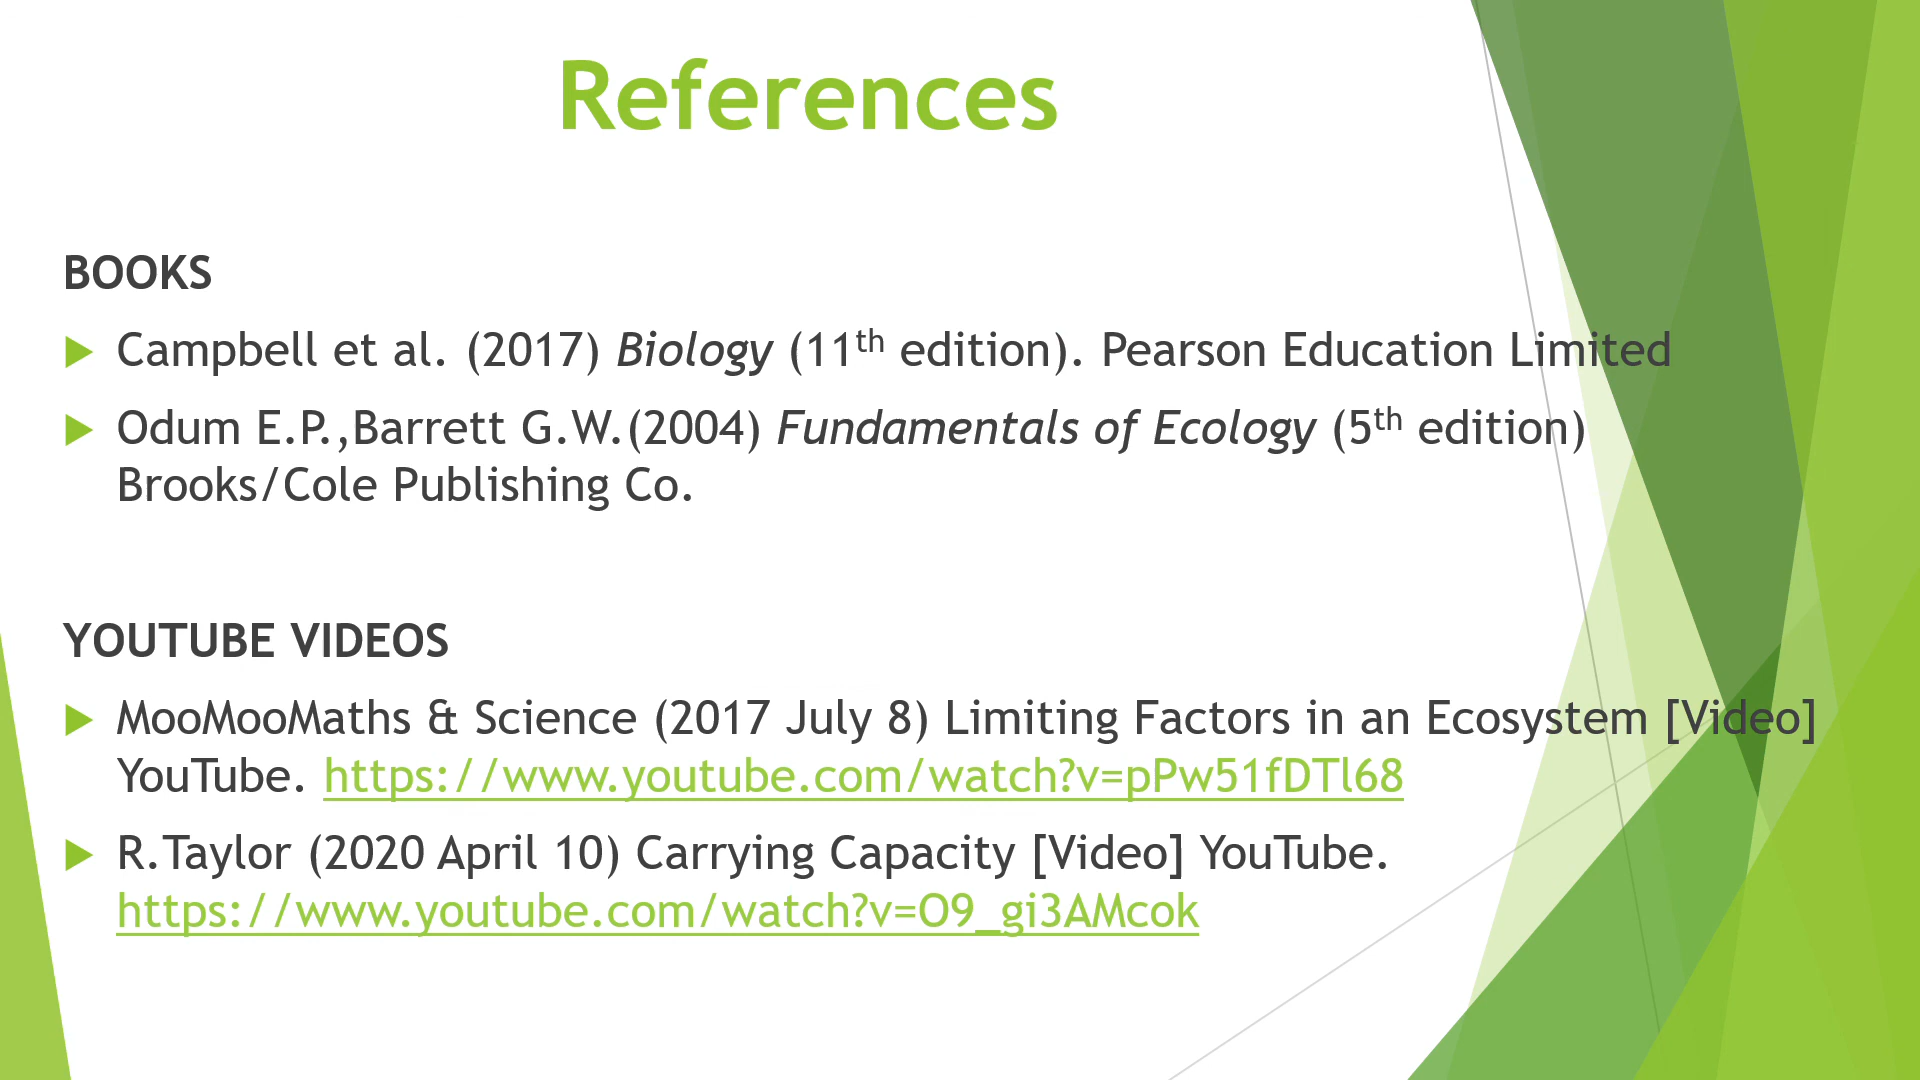 References
BOOKS
Campbell et al. (2017) Biology (11th edition). Pearson Education Limited
Odum E.P.,Barrett G.W.(2004) Fundamentals of Ecology (5th edition)
Brooks/Cole Publishing Co.
YOUTUBE VIDEOS
MooMooMaths & Science (2017 July 8) Limiting Factors in an Ecosystem [Video]
YouTube. https://www.youtube.com/watch?v=pPw51fDTl68
R.Taylor (2020 April 10) Carrying Capacity [Video] YouTube.
https://www.youtube.com/watch?v=O9_gi3AMcok